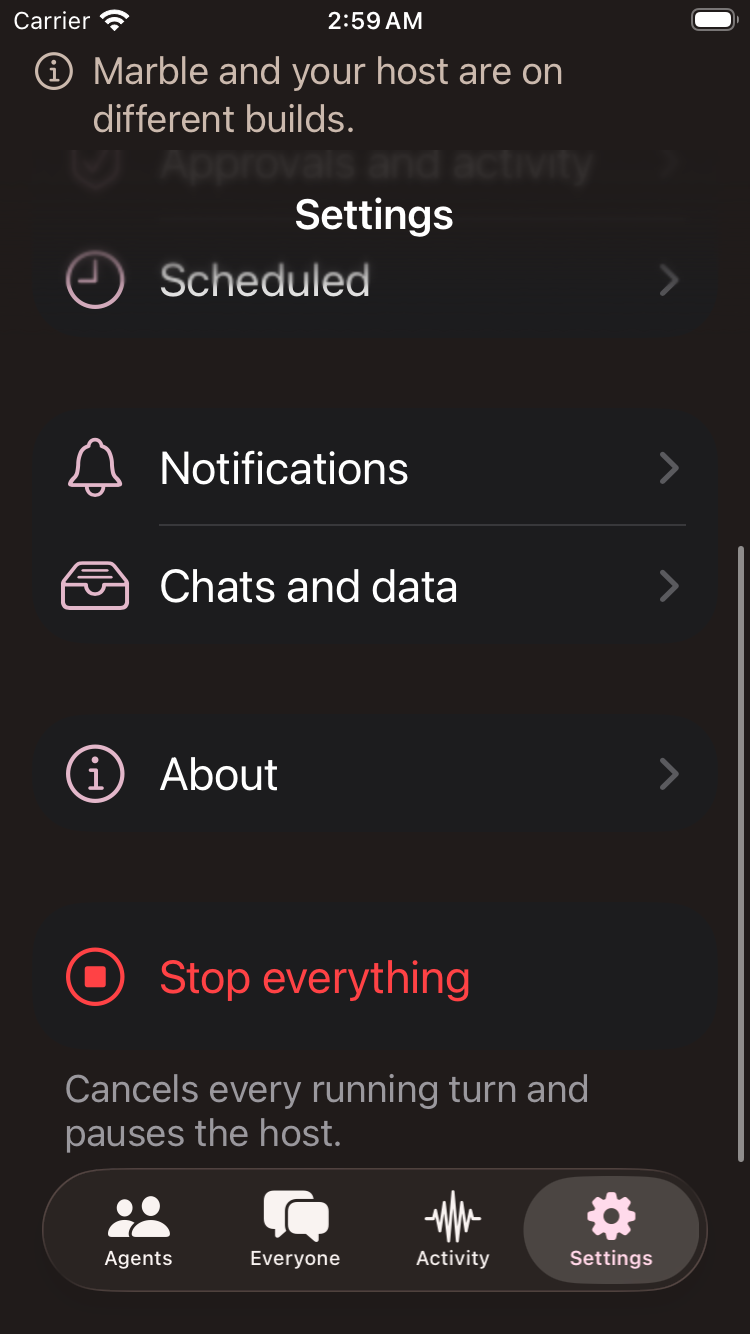 Carrier
2:59 AM
Marble and your host are on
different builds.
Approvals and activity
Settings
Scheduled
Notifications
Chats and data
About
Stop everything
Cancels every running turn and
pauses the host.
Agents
Everyone
Activity
Settings